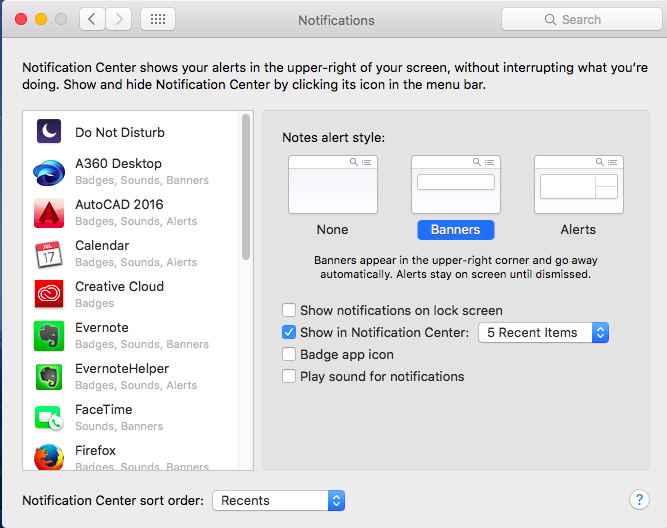 Notifications
Search
Notification Center shows your alerts in the upper-right of your screen, without interrupting what you're
doing. Show and hide Notification Center by clicking its icon in the menu bar.
Do Not Disturb
A360 Desktop
Badges, Sounds, Banners
AutoCAD 2016
Badges, Sounds, Alerts
JUL
17
Calendar
Badges, Sounds, Alerts
Creative Cloud
Badges
Evernote
Badges, Sounds, Banners
EvernoteHelper
Badges, Sounds, Alerts
FaceTime
Sounds, Banners
Firefox
Badges, Sounds, Banners
Notes alert style:
None
Banners
Alerts
Banners appear in the upper-right corner and go away
automatically. Alerts stay on screen until dismissed.
Show notifications on lock screen
Show in Notification Center: 5 Recent Items
Badge app icon
Play sound for notifications
Notification Center sort order: Recents
?